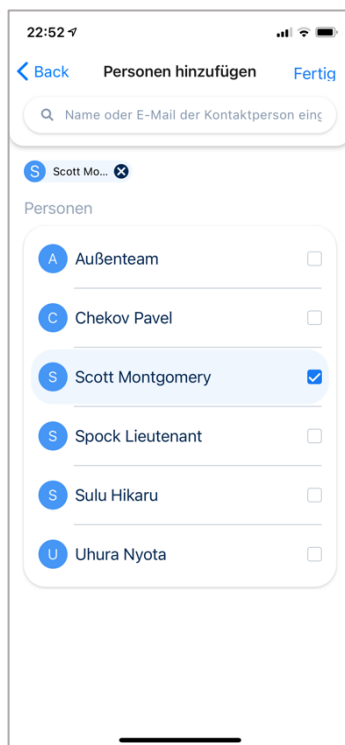 22:52
Back Personen hinzufügen Fertig
Name oder E-Mail der Kontaktperson eing
S Scott Mo...
Personen
A Außenteam
C Chekov Pavel
S Scott Montgomery
S Spock Lieutenant
S Sulu Hikaru
U Uhura Nyota